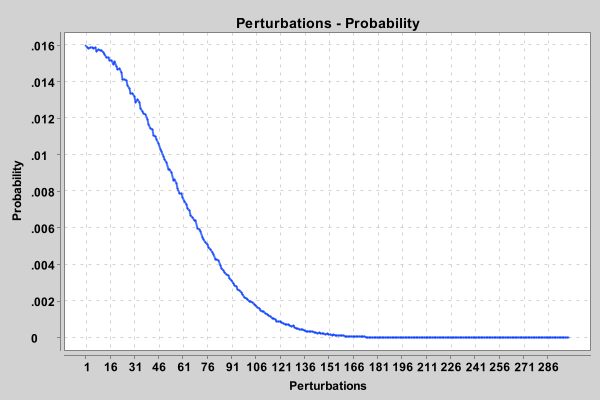 Perturbations - Probability
.016
.014
.012
.01
.008
.006
.004
.002
0
Probability
1 16 31 46 61 76 91 106 121 136 151 166 181 196 211 226 241 256 271 286
Perturbations